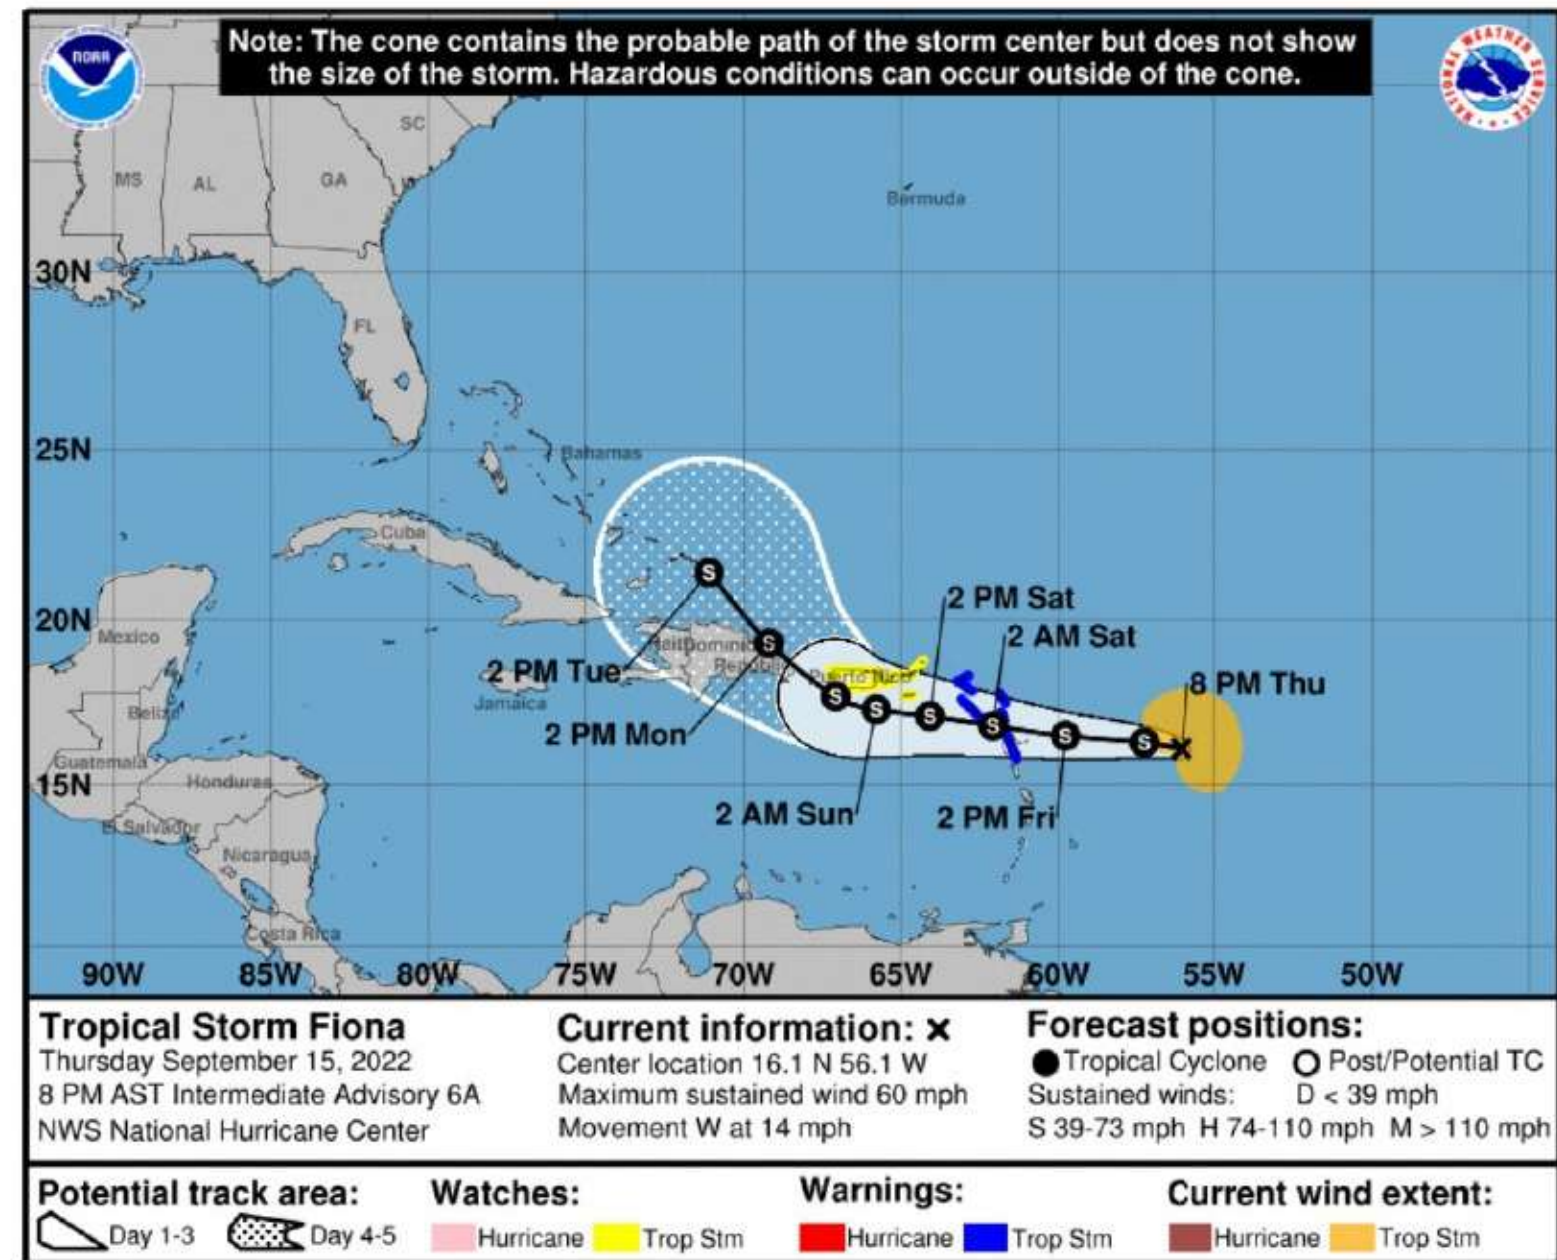 Note: The cone contains the probable path of the storm center but does not show
the size of the storm. Hazardous conditions can occur outside of the cone.
NOAA
NATIONAL WEATHER SERVICE
SC
MS
AL
GA
Bermuda
30N
FL
25N
Bahamas
Cuba
2 PM Sat
20N
Mexico
2 AM Sat
Haiti
Dominican
Republic
2 PM Tue
Puerto Rico
8 PM Thu
Jamaica
Belize
2 PM Mon
Guatemala
15N
Honduras
2 AM Sun
2 PM Fri
El Salvador
Nicaragua
Costa Rica
90W 85W 80W 75W 70W 65W 60W 55W 50W
S S S S S S S S S
Tropical Storm Fiona
Thursday September 15, 2022
8 PM AST Intermediate Advisory 6A
NWS National Hurricane Center
Current information: x
Center location 16.1 N 56.1 W
Maximum sustained wind 60 mph
Movement W at 14 mph
Forecast positions:
Tropical Cyclone Post/Potential TC
Sustained winds: D < 39 mph
S 39-73 mph H 74-110 mph M > 110 mph
Potential track area:
Day 1-3 Day 4-5
Watches:
Hurricane Trop Stm
Warnings:
Hurricane Trop Stm
Current wind extent:
Hurricane Trop Stm